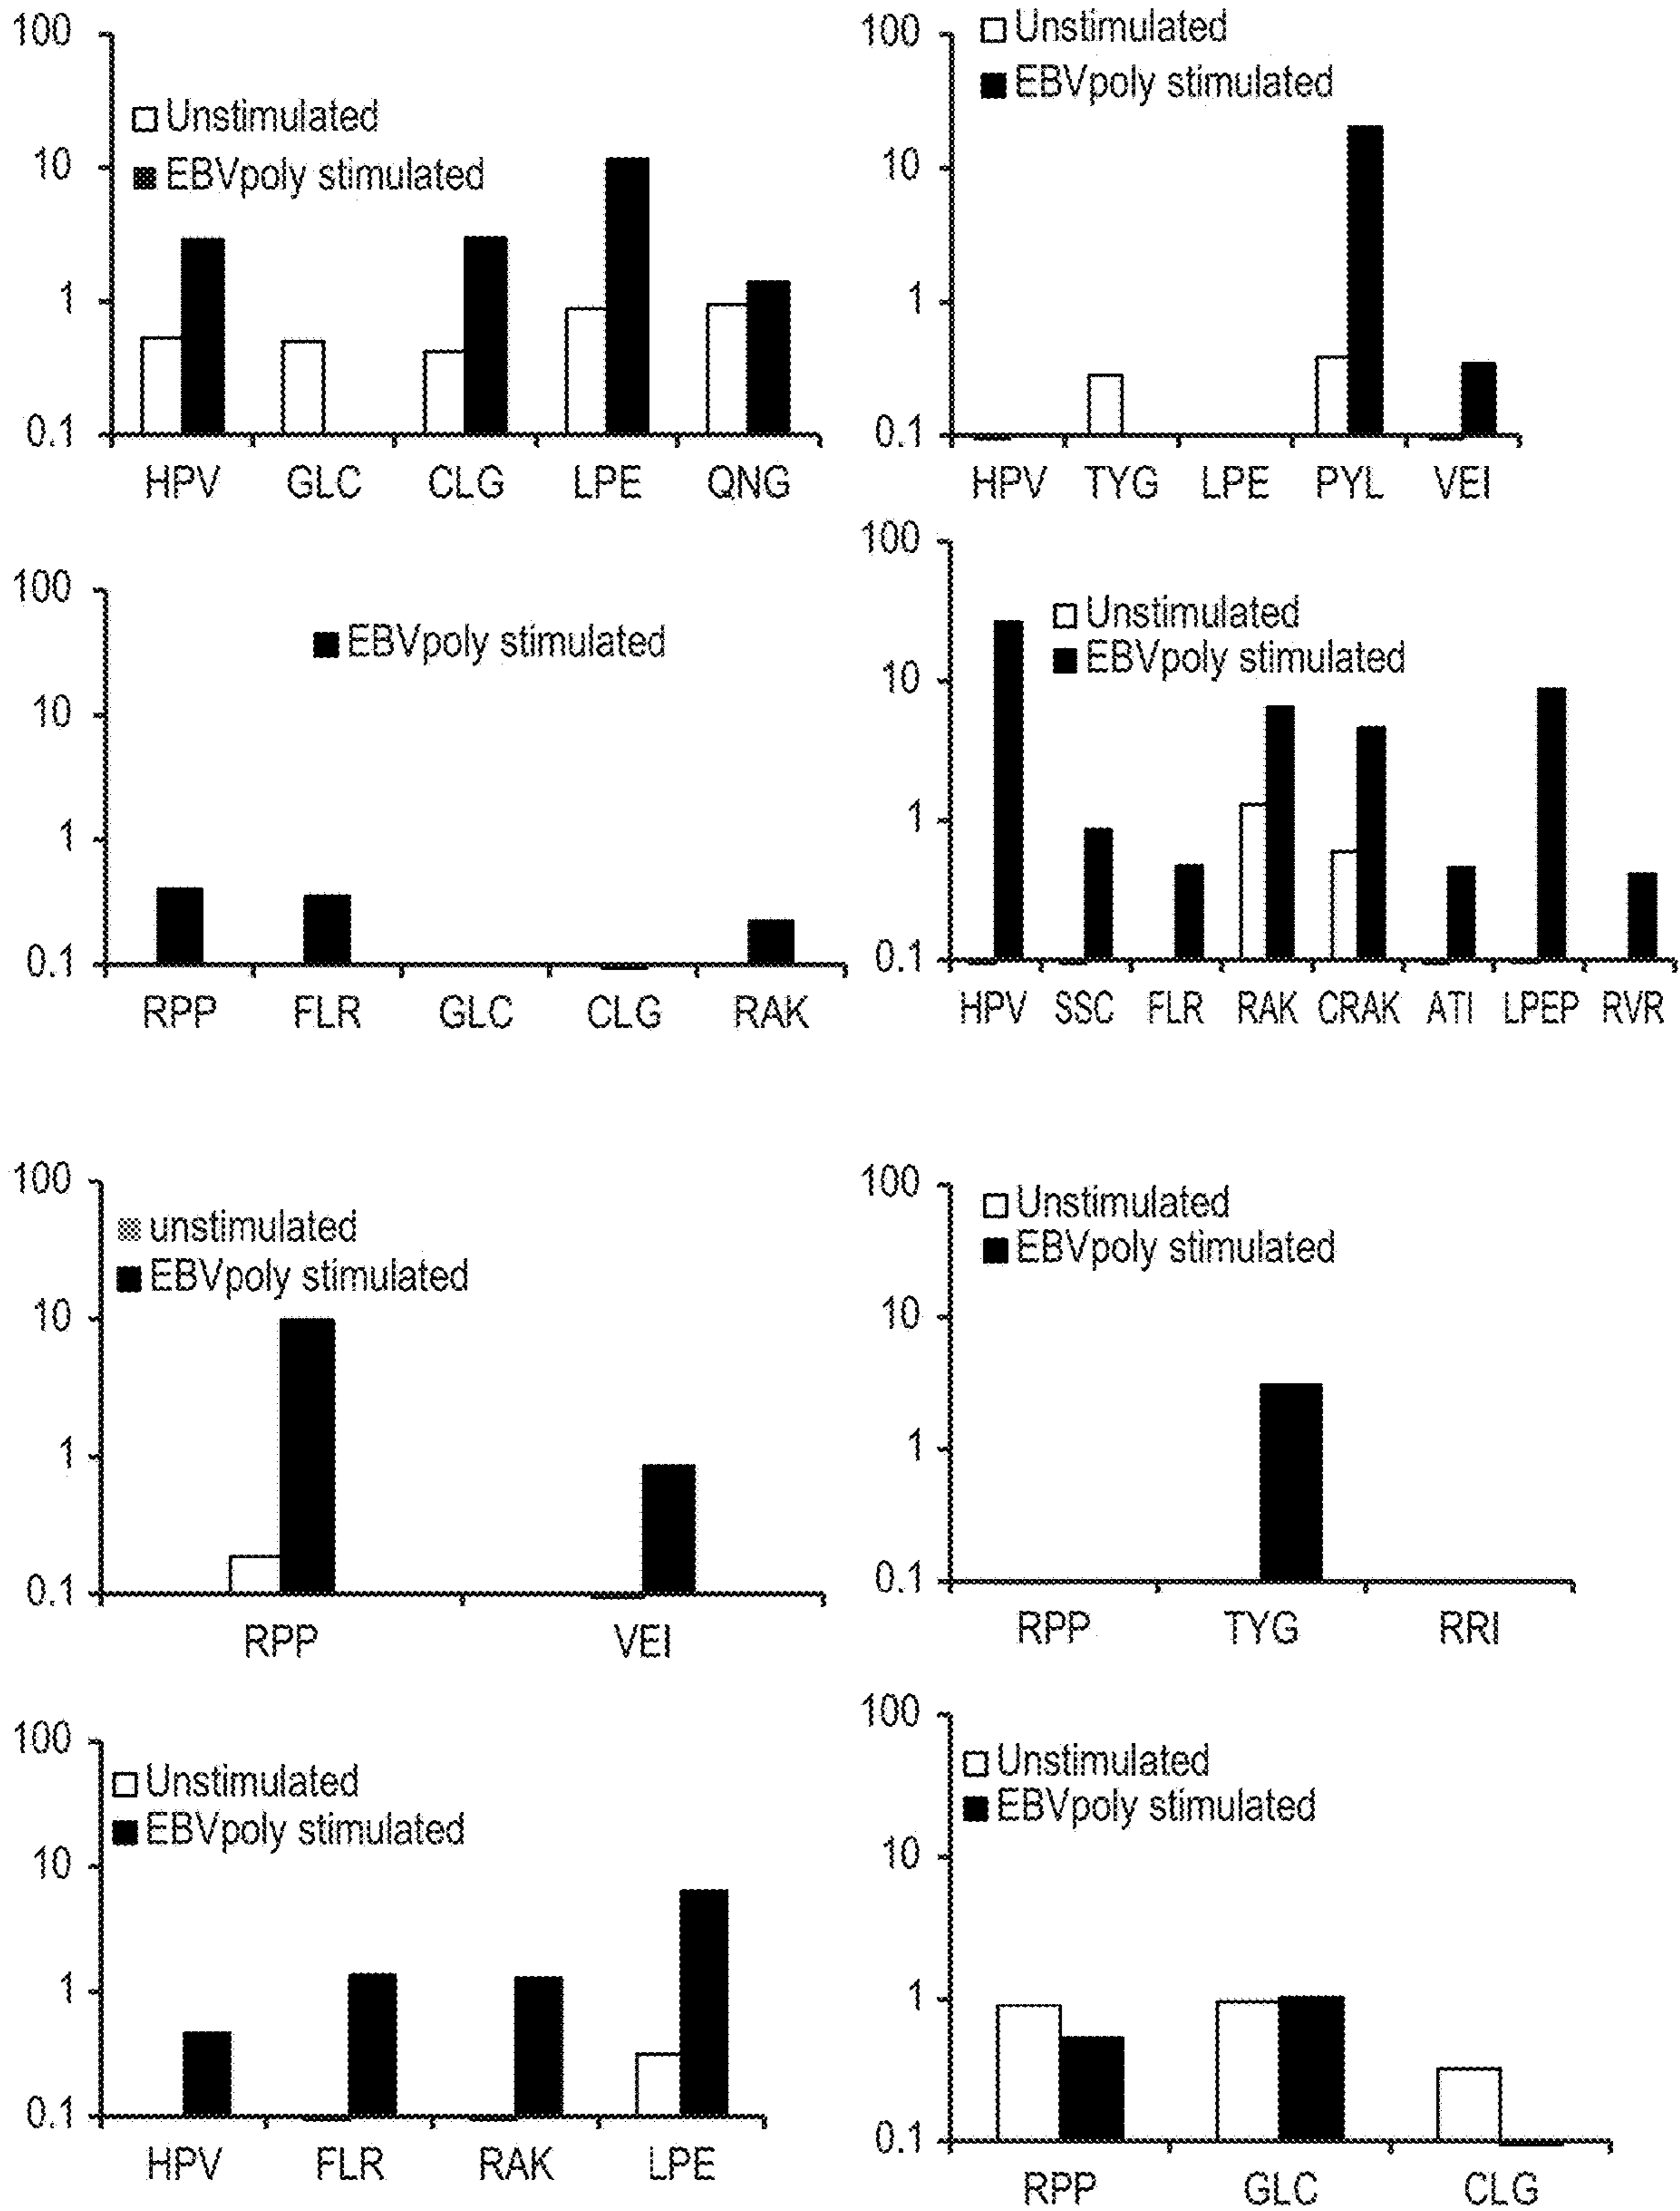 100
Unstimulated
EBVpoly stimulated
10
1
0.1
HPV GLC CLG LPE QNG
100
Unstimulated
EBVpoly stimulated
10
1
0.1
HPV TYG LPE PYL VEI
100
EBVpoly stimulated
10
1
0.1
RPP FLR GLC CLG RAK
100
Unstimulated
EBVpoly stimulated
10
1
0.1
HPV SSC FLR RAK CRAK ATI LPEP RVR
100
unstimulated
EBVpoly stimulated
10
1
0.1
RPP VEI
100
Unstimulated
EBVpoly stimulated
10
1
0.1
RPP TYG RRI
100
Unstimulated
EBVpoly stimulated
10
1
0.1
HPV FLR RAK LPE
100
Unstimulated
EBVpoly stimulated
10
1
0.1
RPP GLC CLG